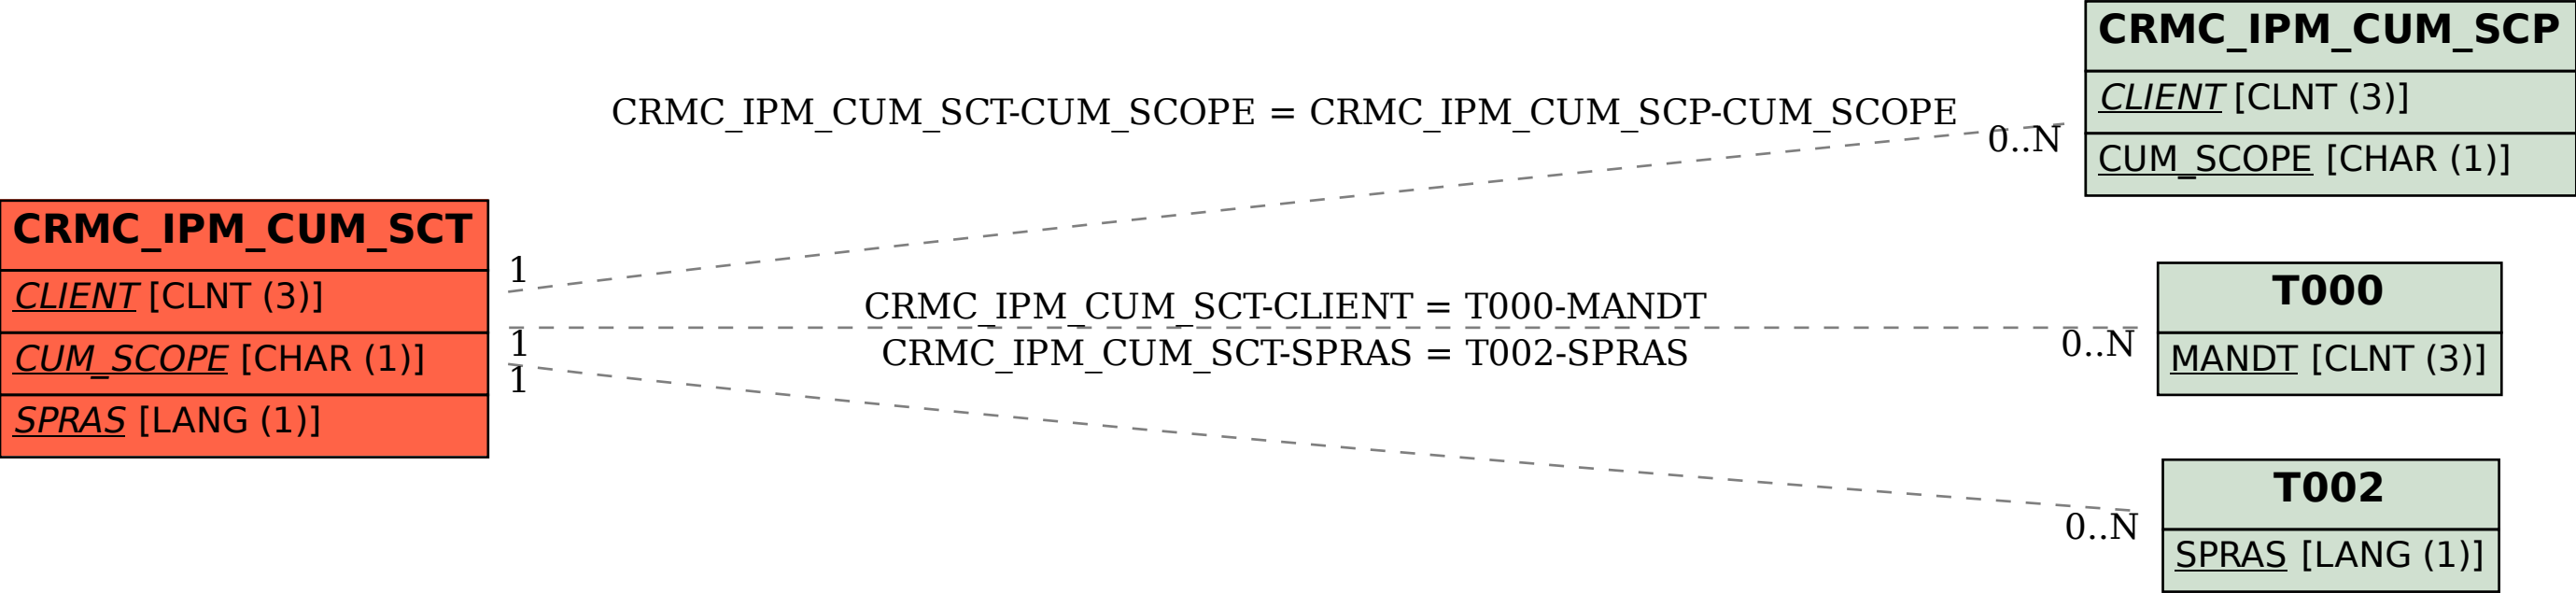 CRMC_IPM_CUM_SCP
CLIENT [CLNT (3)]
CUM_SCOPE [CHAR (1)]
CRMC_IPM_CUM_SCT-CUM_SCOPE = CRMC_IPM_CUM_SCP-CUM_SCOPE
0..N
1
CRMC_IPM_CUM_SCT
CLIENT [CLNT (3)]
CUM_SCOPE [CHAR (1)]
SPRAS [LANG (1)]
CRMC_IPM_CUM_SCT-CLIENT = T000-MANDT
1
0..N
T000
MANDT [CLNT (3)]
CRMC_IPM_CUM_SCT-SPRAS = T002-SPRAS
1
0..N
T002
SPRAS [LANG (1)]